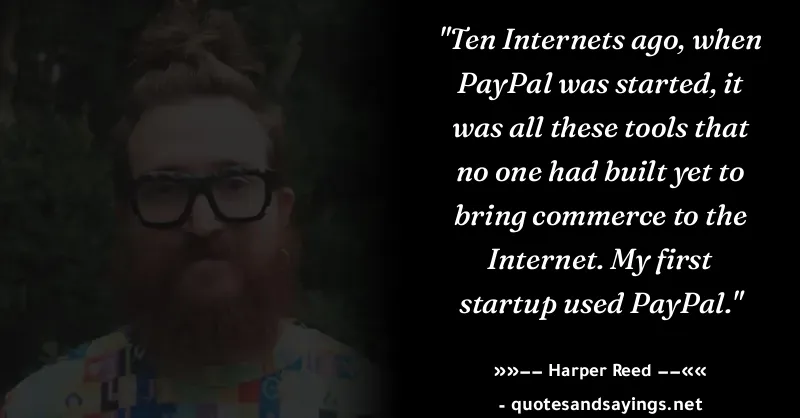 "Ten Internets ago, when
PayPal was started, it
was all these tools that
no one had built yet to
bring commerce to the
Internet. My first
startup used PayPal."
»»−− Harper Reed −−««
- quotesandsayings.net